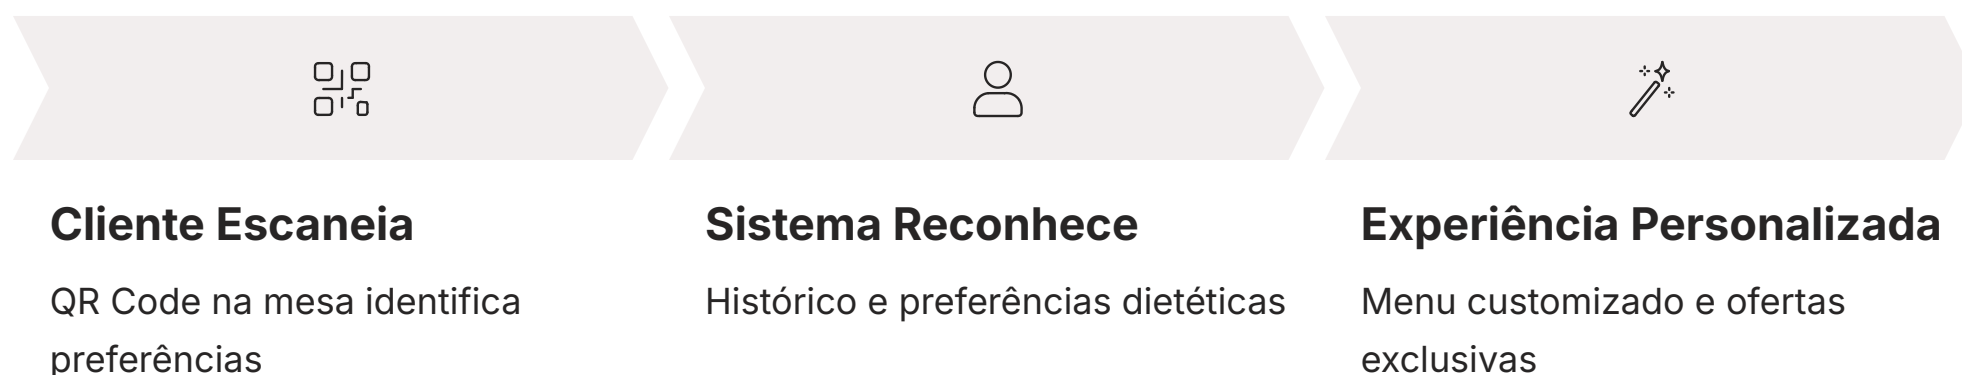 Cliente Escaneia
QR Code na mesa identifica
preferências
Sistema Reconhece
Histórico e preferências dietéticas
Experiência Personalizada
Menu customizado e ofertas
exclusivas